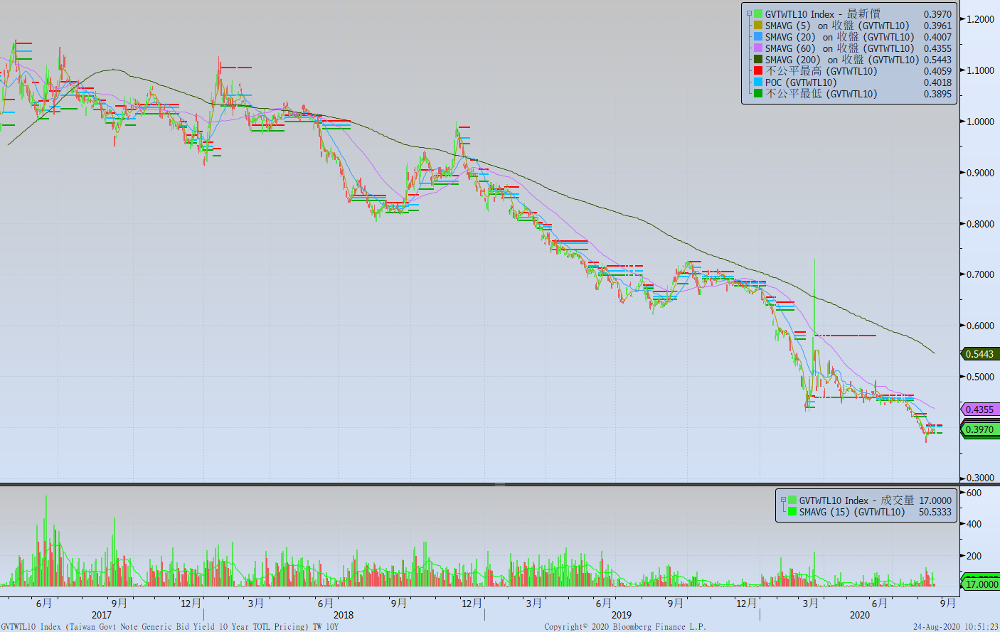 GVTWTL10 Index - 最新價 0.3970
SMAVG (5) on 收盤 (GVTWTL10) 0.3961
SMAVG (20) on 收盤 (GVTWTL10) 0.4007
SMAVG (60) on 收盤 (GVTWTL10) 0.4355
SMAVG (200) on 收盤 (GVTWTL10) 0.5443
不公平最高 (GVTWTL10) 0.4059
POC (GVTWTL10) 0.4018
不公平最低 (GVTWTL10) 0.3895
1.2000
1.1000
1.0000
0.9000
0.8000
0.7000
0.6000
0.5443
0.5000
0.4355
0.3970
0.3000
GVTWTL10 Index - 成交量 17.0000
SMAVG (15) (GVTWTL10) 50.5333
600
400
200
17.0000
6月 9月 12月 3月 6月 9月 12月 3月 6月 9月 12月 3月 6月 9月
2017 2018 2019 2020
GVTWTL10 Index (Taiwan Govt Note Generic Bid Yield 10 Year TOTL Pricing) TW 10Y Copyright© 2020 Bloomberg Finance L.P. 24-Aug-2020 10:51:23